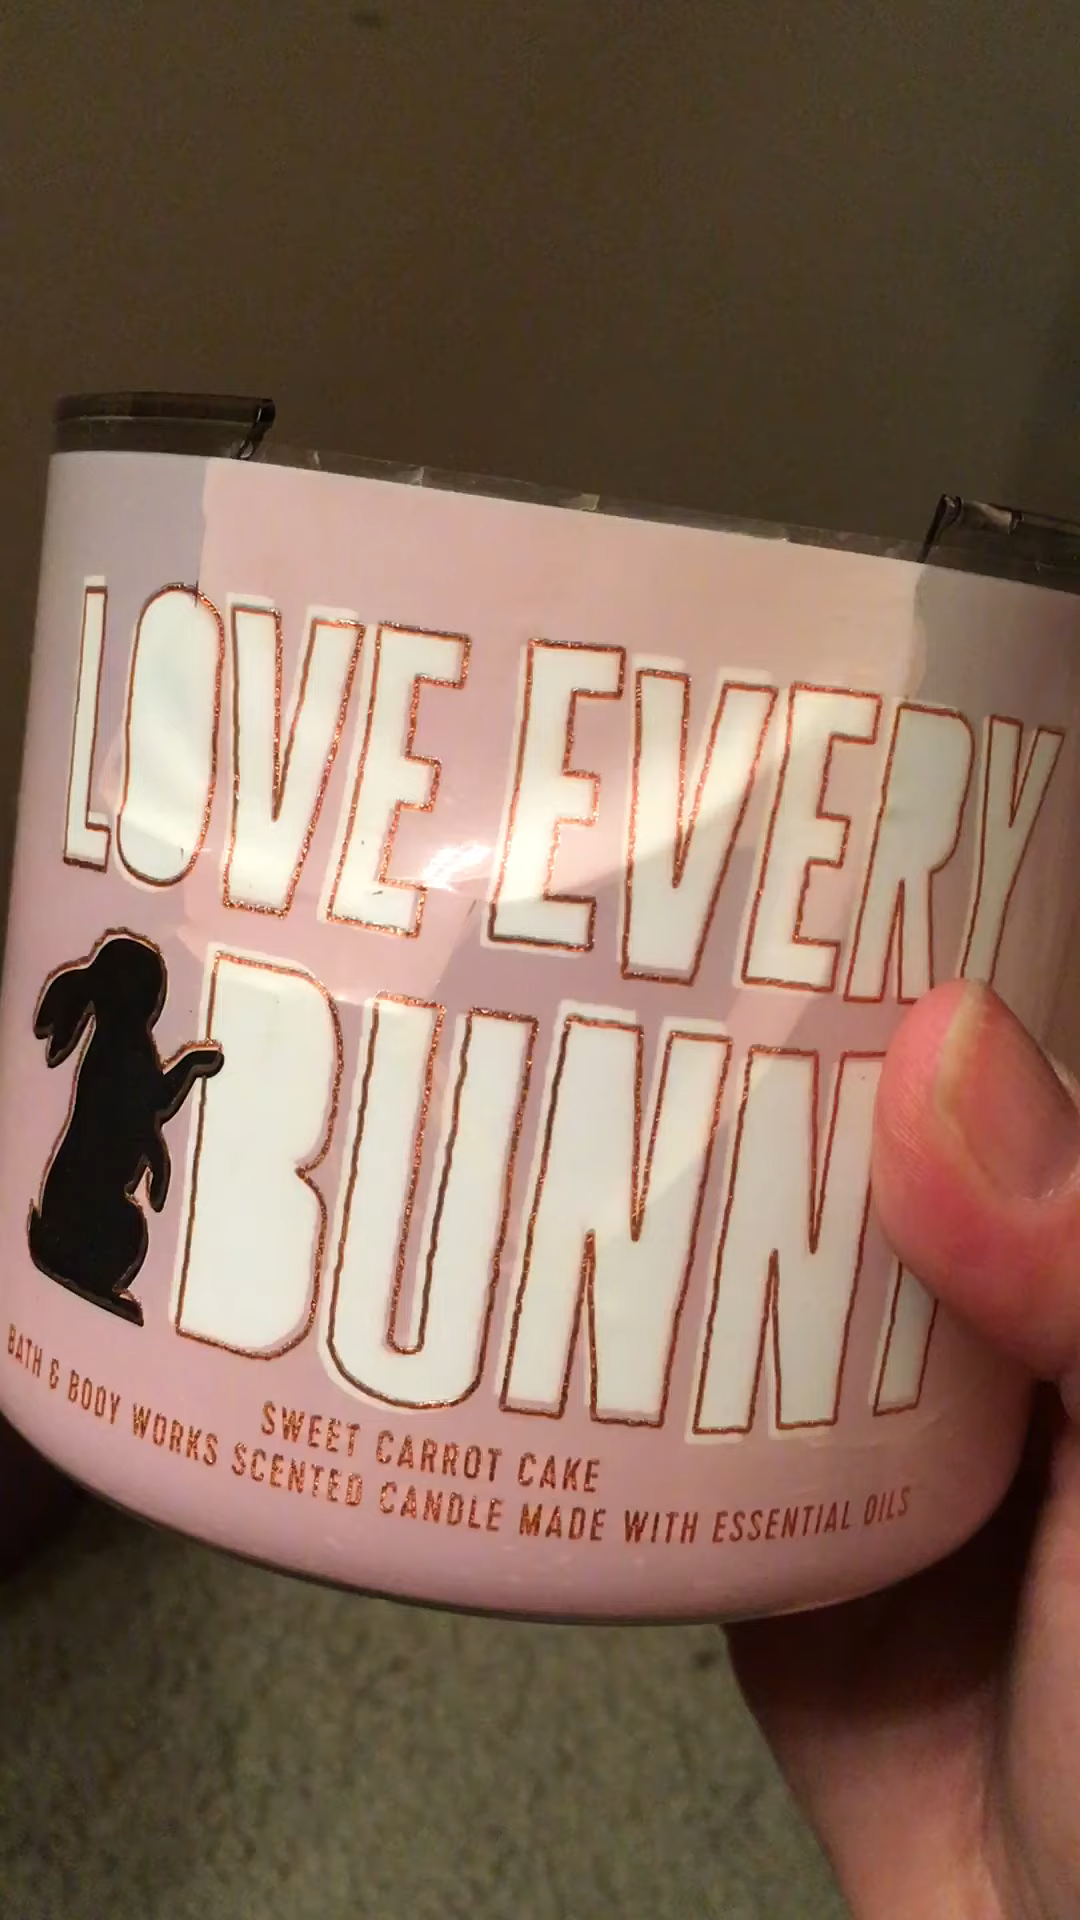 LOVE EVERY
BUNNY
SWEET CARROT CAKE
BATH & BODY WORKS SCENTED CANDLE MADE WITH ESSENTIAL OILS